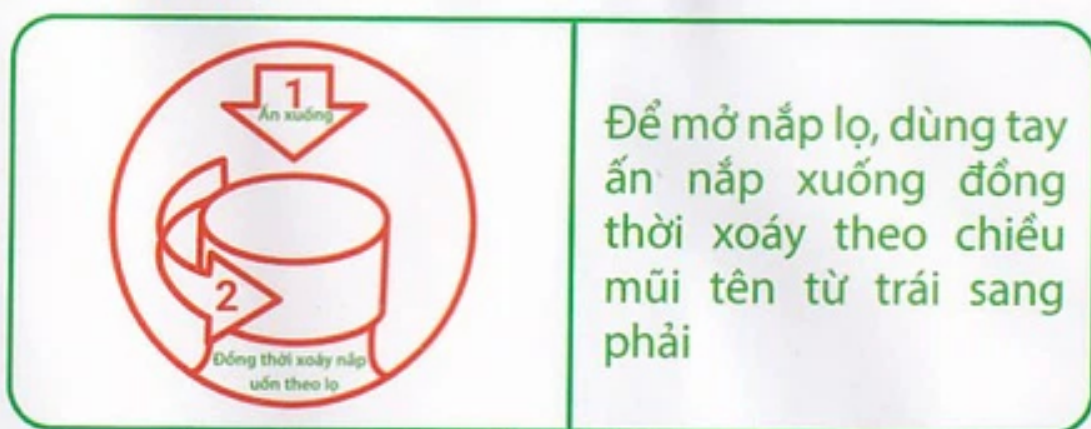 1
Ấn xuống
2
Đồng thời xoáy nắp
uốn theo lọ
Để mở nắp lọ, dùng tay
ấn nắp xuống đồng
thời xoáy theo chiều
mũi tên từ trái sang
phải